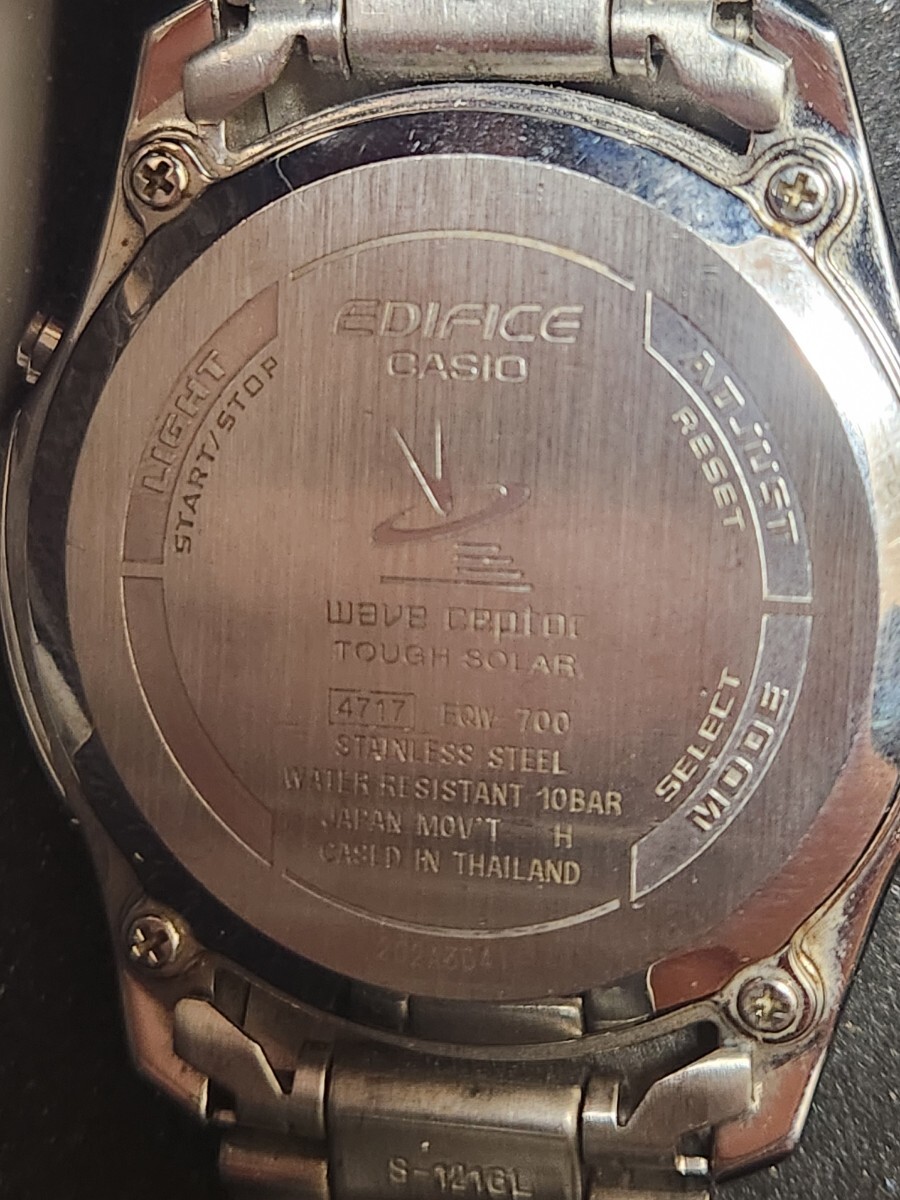 EDIFICE
CASIO
LIGHT
START/STOP
ADJUST
RESET
wave ceptor
TOUGH SOLAR
4717 EQW-700
STAINLESS STEEL
WATER RESISTANT 10BAR
JAPAN MOV'T H
CASED IN THAILAND
SELECT
MODE